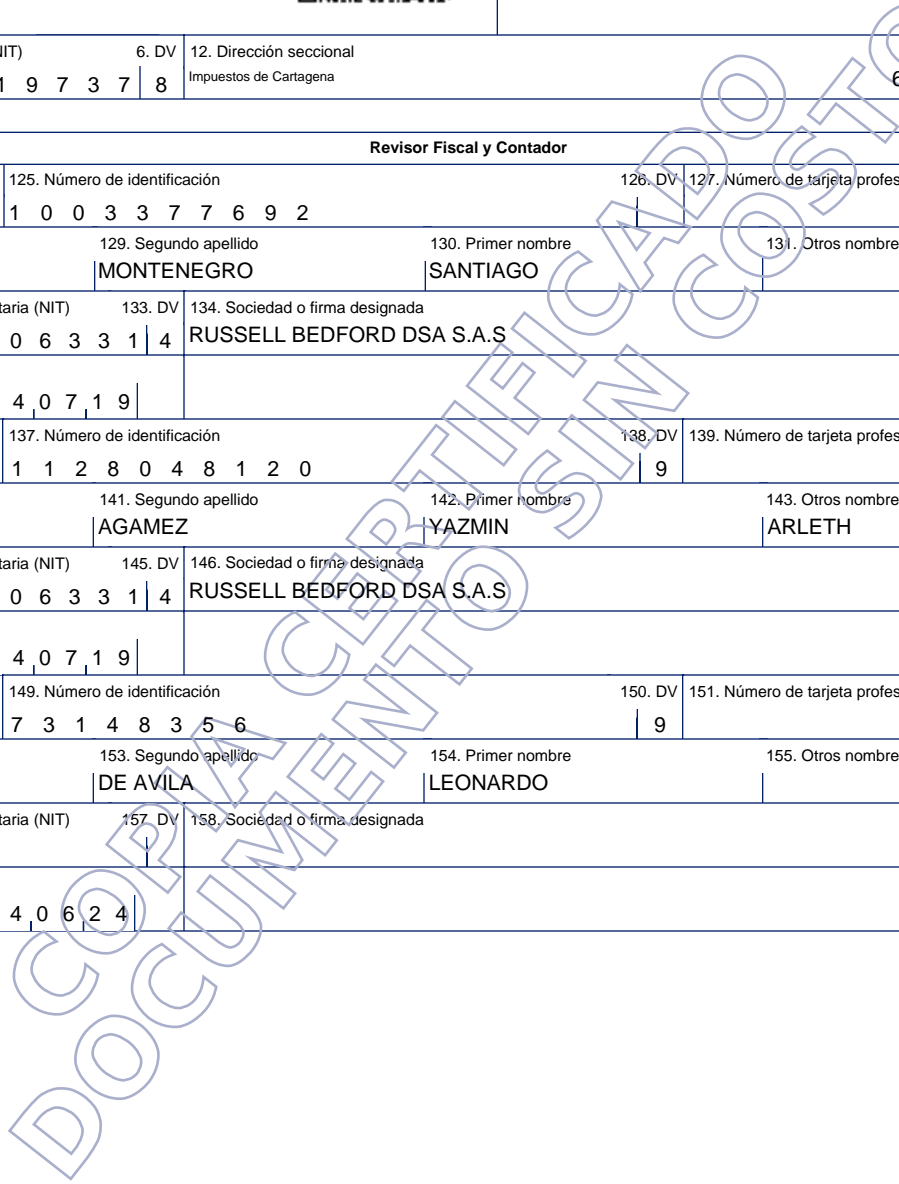 NIT) 6. DV 12. Dirección seccional
1 9 7 3 7 8 Impuestos de Cartagena 6
Revisor Fiscal y Contador
125. Número de identificación 126. DV 127. Número de tarjeta profes
1 0 0 3 3 7 7 6 9 2
129. Segundo apellido 130. Primer nombre 131. Otros nombre
MONTENEGRO SANTIAGO
taria (NIT) 133. DV 134. Sociedad o firma designada
0 6 3 3 1 4 RUSSELL BEDFORD DSA S.A.S
4 0 7 1 9
137. Número de identificación 138. DV 139. Número de tarjeta profes
1 1 2 8 0 4 8 1 2 0 9
141. Segundo apellido 142. Primer nombre 143. Otros nombre
AGAMEZ YAZMIN ARLETH
taria (NIT) 145. DV 146. Sociedad o firma designada
0 6 3 3 1 4 RUSSELL BEDFORD DSA S.A.S
4 0 7 1 9
149. Número de identificación 150. DV 151. Número de tarjeta profes
7 3 1 4 8 3 5 6 9
153. Segundo apellido 154. Primer nombre 155. Otros nombre
DE AVILA LEONARDO
taria (NIT) 157. DV 158. Sociedad o firma designada
4 0 6 2 4
COPIA CERTIFICADO
DOCUMENTO SIN COSTO